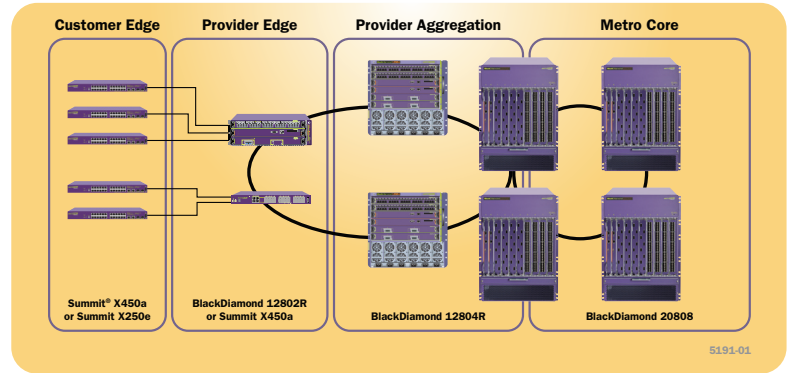 Customer Edge
Provider Edge
Provider Aggregation
Metro Core
Summit® X450a
or Summit X250e
BlackDiamond 12802R
or Summit X450a
BlackDiamond 12804R
BlackDiamond 20808
5191-01